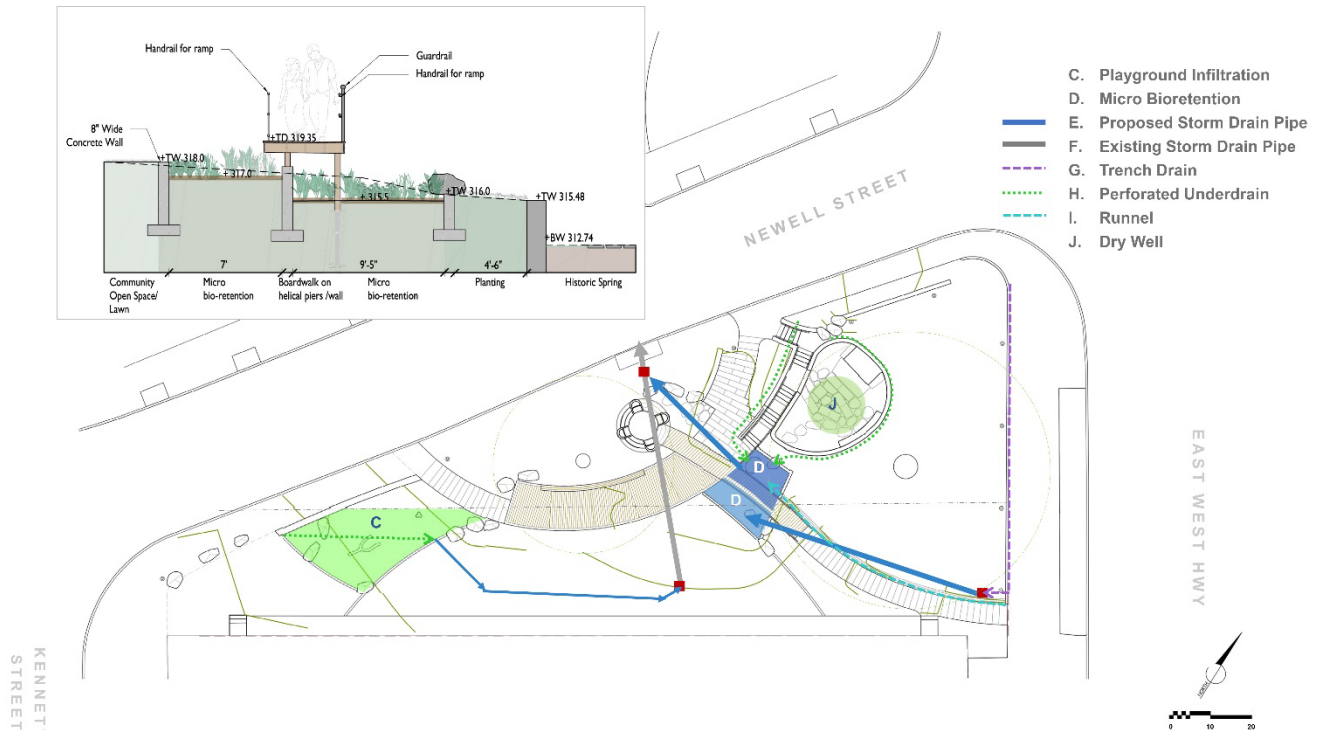 Handrail for ramp
Guardrail
Handrail for ramp
8" Wide
Concrete Wall
+TD 319.35
+TW 318.0
+ 317.0
+ 315.5
+TW 316.0
+TW 315.48
+BW 312.74
7'
9'-5"
4'-6"
Community
Open Space/
Lawn
Micro
bio-retention
Boardwalk on
helical piers /wall
Micro
bio-retention
Planting
Historic Spring
C. Playground Infiltration
D. Micro Bioretention
E. Proposed Storm Drain Pipe
F. Existing Storm Drain Pipe
G. Trench Drain
H. Perforated Underdrain
I. Runnel
J. Dry Well
NEWELL STREET
EAST WEST HWY
KENNET
STREET
J
D
D
C
NORTH
0 10 20